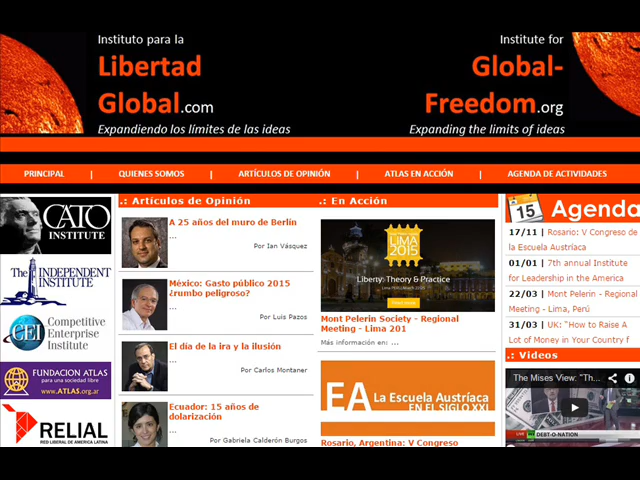 Instituto para la
Libertad
Global.com
Expandiendo los límites de las ideas
Institute for
Global-
Freedom.org
Expanding the limits of ideas
PRINCIPAL | QUIENES SOMOS | ARTÍCULOS DE OPINIÓN | ATLAS EN ACCIÓN | AGENDA DE ACTIVIDADES
CATO
INSTITUTE
The INDEPENDENT
INSTITUTE
CEI Competitive
Enterprise
Institute
FUNDACION ATLAS
para una sociedad libre
www.ATLAS.org.ar
RELIAL
RED LIBERAL DE AMERICA LATINA
.: Artículos de Opinión
A 25 años del muro de Berlín
...
Por Ian Vásquez
México: Gasto público 2015
¿rumbo peligroso?
...
Por Luis Pazos
El día de la ira y la ilusión
...
Por Carlos Montaner
Ecuador: 15 años de
dolarización
...
Por Gabriela Calderón Burgos
.: En Acción
LIMA
2015
Liberty: Theory & Practice
Mont Pelerin Society - Regional
Meeting - Lima 201
Más información en: ...
EA La Escuela Austríaca
EN EL SIGLO XXI
Rosario, Argentina: V Congreso
15 Agenda
17/11 | Rosario: V Congreso de
la Escuela Austríaca
01/01 | 7th annual Institute
for Leadership in the America
22/03 | Mont Pelerin - Regional
Meeting - Lima, Perú
31/03 | UK: "How to Raise A
Lot of Money in Your Country f
.: Videos
The Mises View: "Th...
LIVE RT DEBT-O-NATION